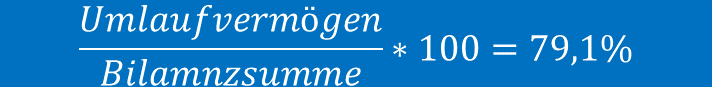 Umlaufvermögen
Bilamnzsumme * 100 = 79,1%